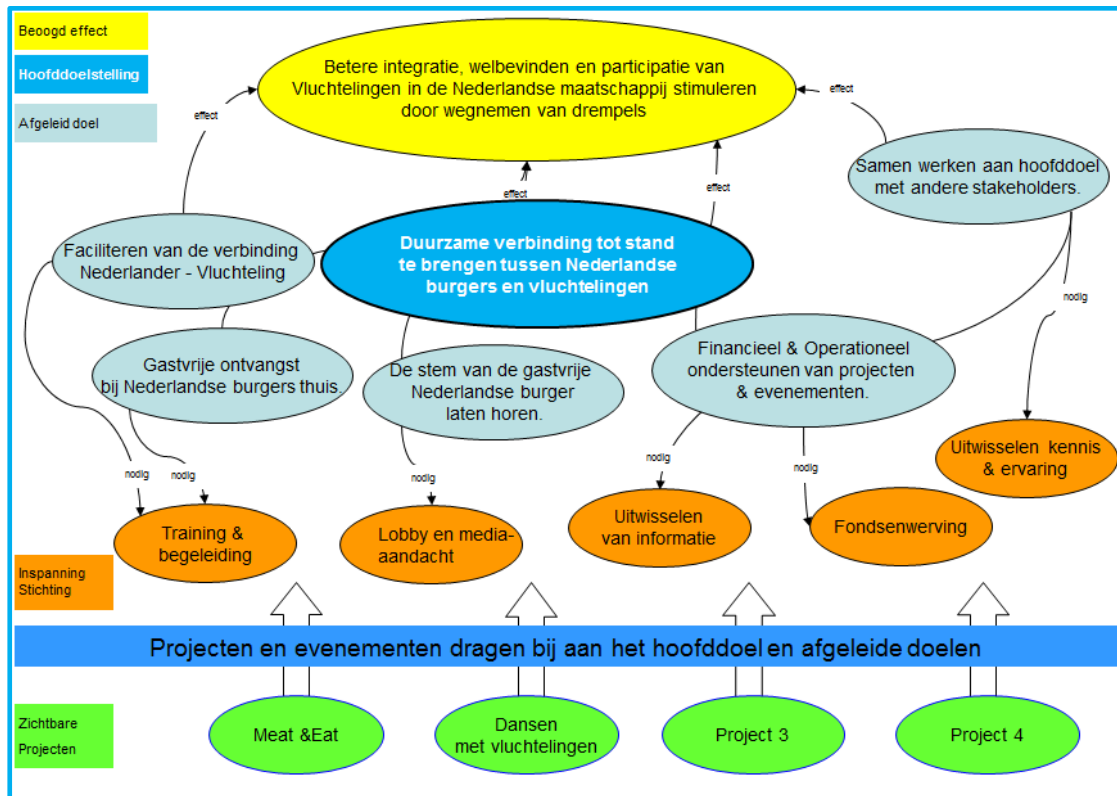 Beoogd effect
Hoofddoelstelling
Afgeleid doel
Betere integratie, welbevinden en participatie van
Vluchtelingen in de Nederlandse maatschappij stimuleren
door wegnemen van drempels
effect
effect
effect
effect
Samen werken aan hoofddoel
met andere stakeholders.
Faciliteren van de verbinding
Nederlander - Vluchteling
Duurzame verbinding tot stand
te brengen tussen Nederlandse
burgers en vluchtelingen
nodig
Gastvrije ontvangst
bij Nederlandse burgers thuis.
De stem van de gastvrije
Nederlandse burger
laten horen.
Financieel & Operationeel
ondersteunen van projecten
& evenementen.
Uitwisselen kennis
& ervaring
nodig
nodig
nodig
nodig
nodig
Training &
begeleiding
Lobby en media-
aandacht
Uitwisselen
van informatie
Fondsenwerving
Inspanning
Stichting
Projecten en evenementen dragen bij aan het hoofddoel en afgeleide doelen
Zichtbare
Projecten
Meat &Eat
Dansen
met vluchtelingen
Project 3
Project 4